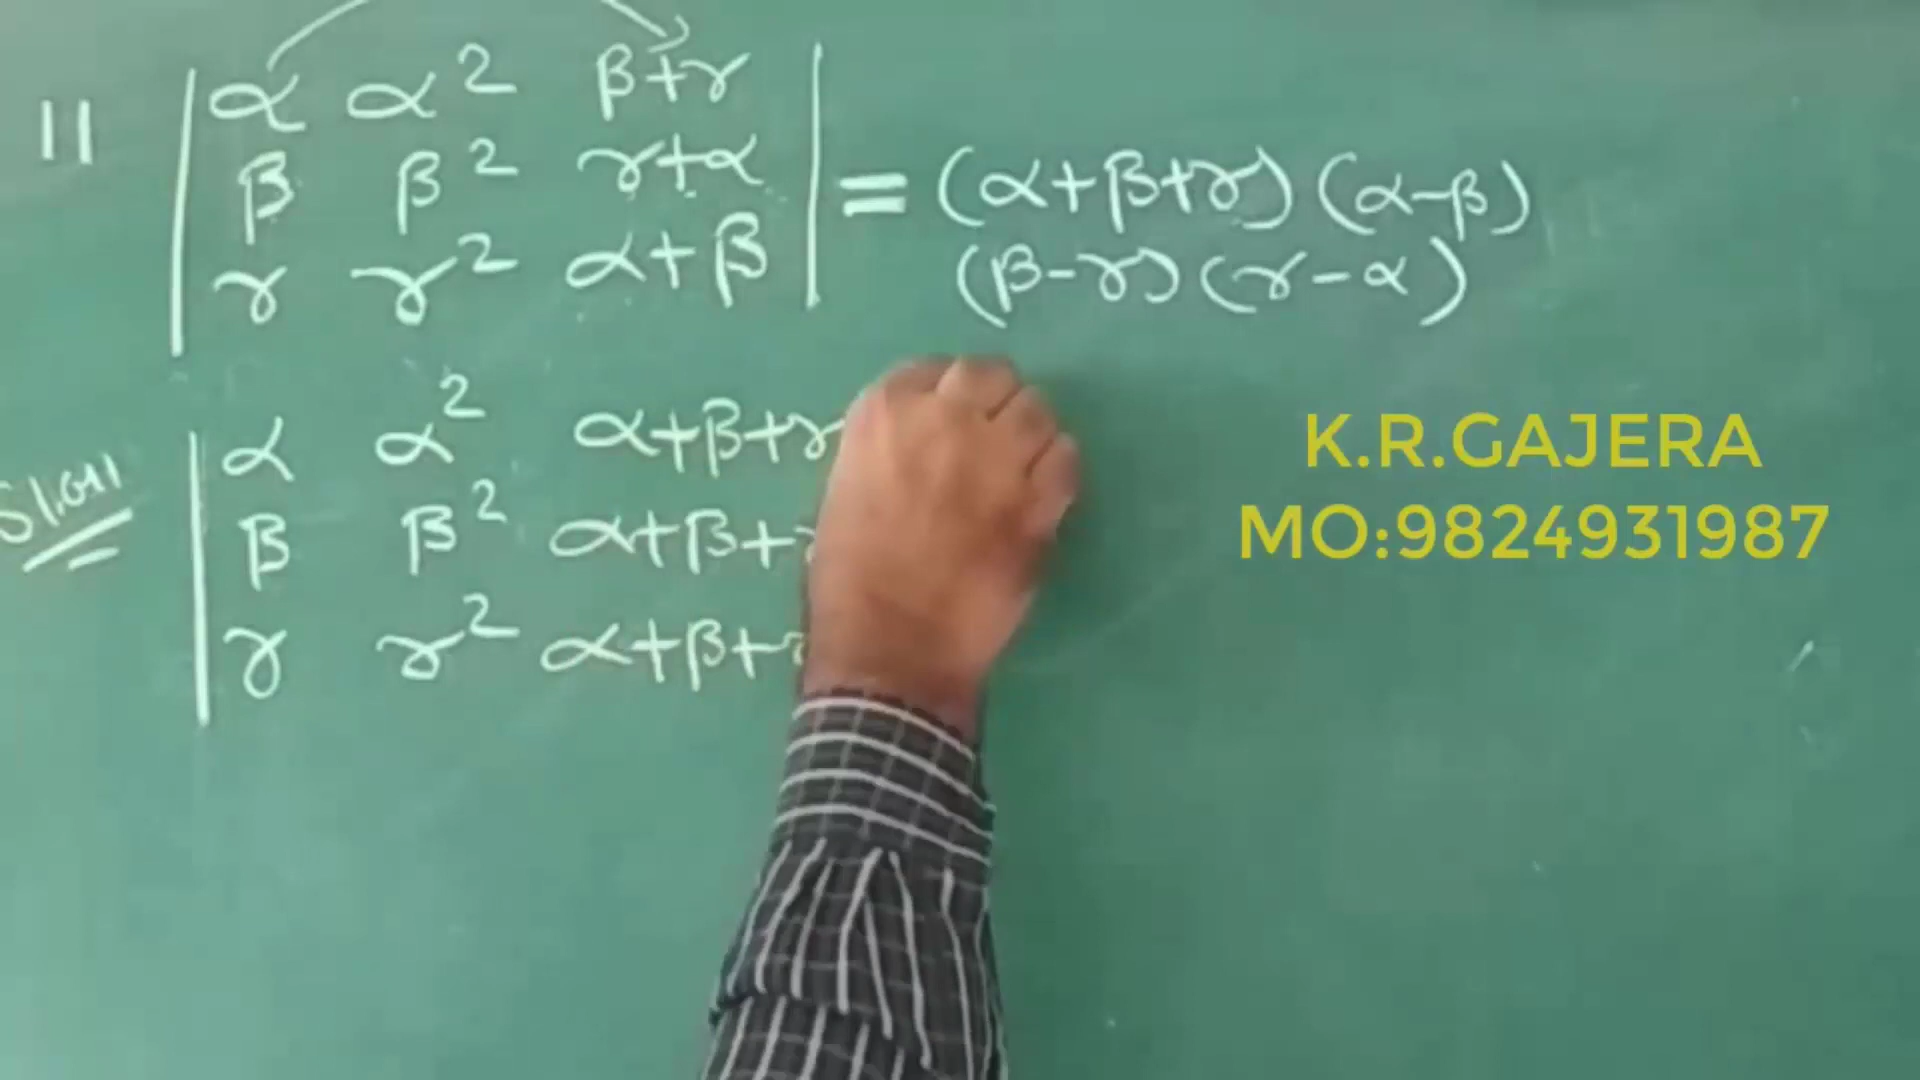 11 | α α² β+γ |
| β β² γ+α | = (α+β+γ) (α-β)
| γ γ² α+β | (β-γ) (γ-α)
| α α² α+β+γ
| β β² α+β+
| γ γ² α+β+
K.R.GAJERA
MO:9824931987